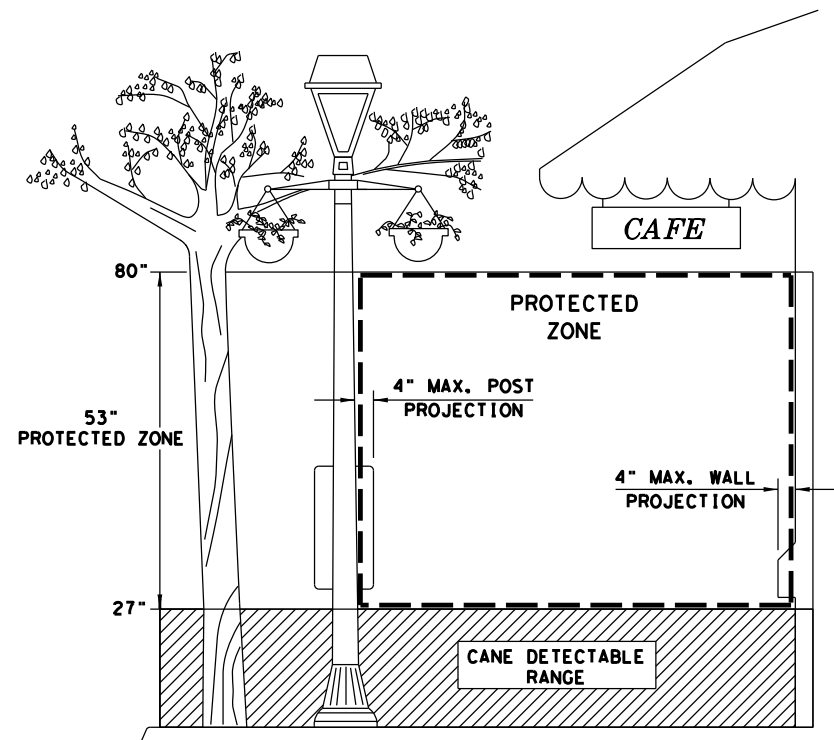 CAFE
80"
PROTECTED
ZONE
4" MAX. POST
PROJECTION
53"
PROTECTED ZONE
4" MAX. WALL
PROJECTION
27"
CANE DETECTABLE
RANGE